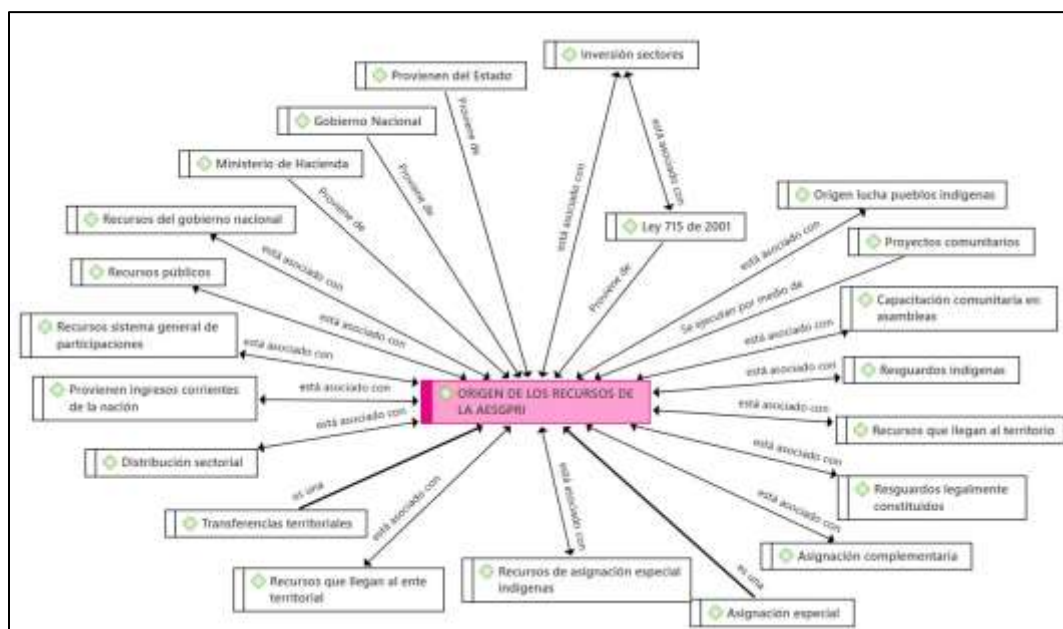 Inversión sectores
Provienen del Estado
Proviene de
Gobierno Nacional
Proviene de
Ministerio de Hacienda
Proviene de
está asociado con
está asociado con
Origen lucha pueblos indígenas
está asociado con
Recursos del gobierno nacional
está asociado con
Ley 715 de 2001
Proviene de
Proyectos comunitarios
Se ejecutan por medio de
Recursos públicos
está asociado con
Capacitación comunitaria en
asambleas
está asociado con
Recursos sistema general de
participaciones
está asociado con
Resguardos indígenas
está asociado con
Provienen ingresos corrientes
de la nación
está asociado con
ORIGEN DE LOS RECURSOS DE
LA AESGPRI
Recursos que llegan al territorio
está asociado con
Distribución sectorial
está asociado con
Resguardos legalmente
constituidos
está asociado con
Transferencias territoriales
es una
Asignación complementaria
está asociado con
Recursos que llegan al ente
territorial
está asociado con
Recursos de asignación especial
indígenas
está asociado con
Asignación especial
es una